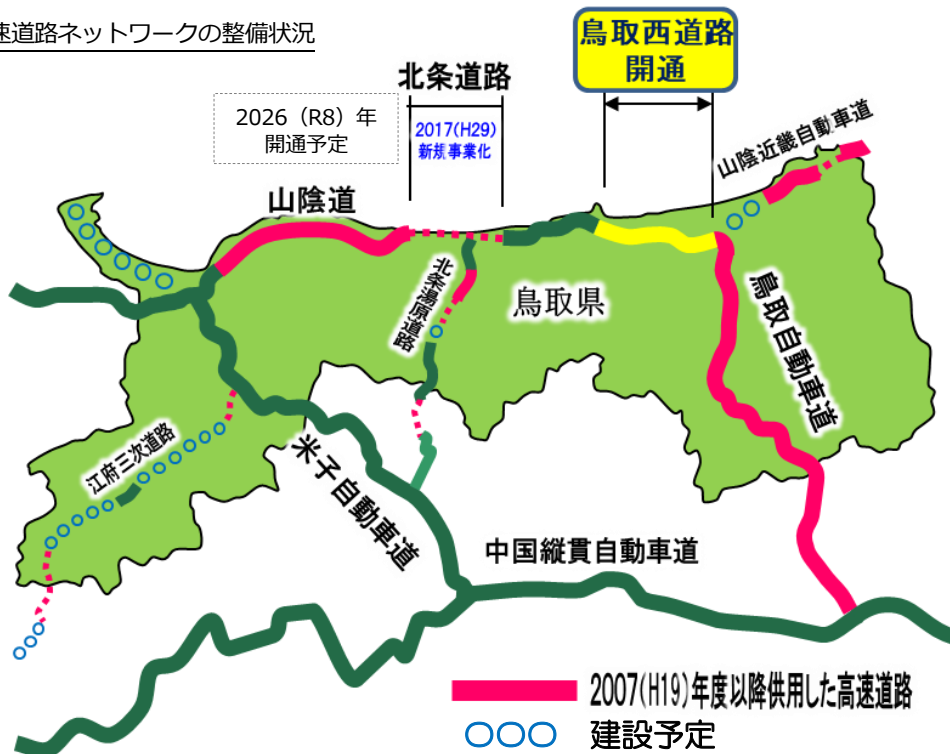 速道路ネットワークの整備状況
鳥取西道路
開通
北条道路
2026（R8）年
開通予定
2017(H29)
新規事業化
山陰近畿自動車道
山陰道
北条湯原道路
鳥取県
鳥取自動車道
江府三次道路
米子自動車道
中国縦貫自動車道
2007(H19)年度以降供用した高速道路
建設予定